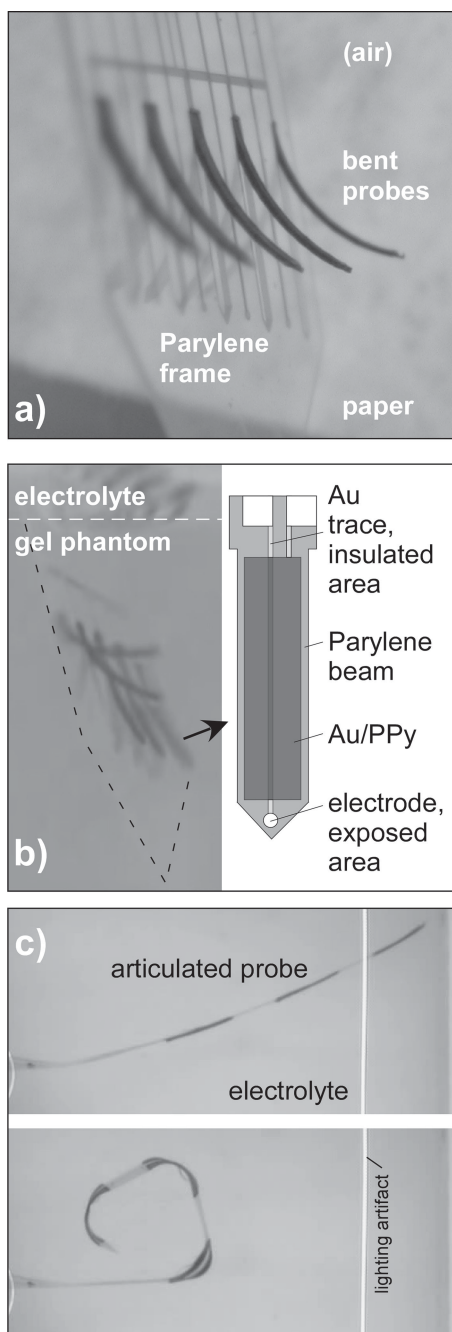 (air)
bent
probes
Parylene
frame
paper
a)
electrolyte
gel phantom
Au
trace,
insulated
area
Parylene
beam
Au/PPy
electrode,
exposed
area
b)
c)
articulated probe
electrolyte
lighting artifact